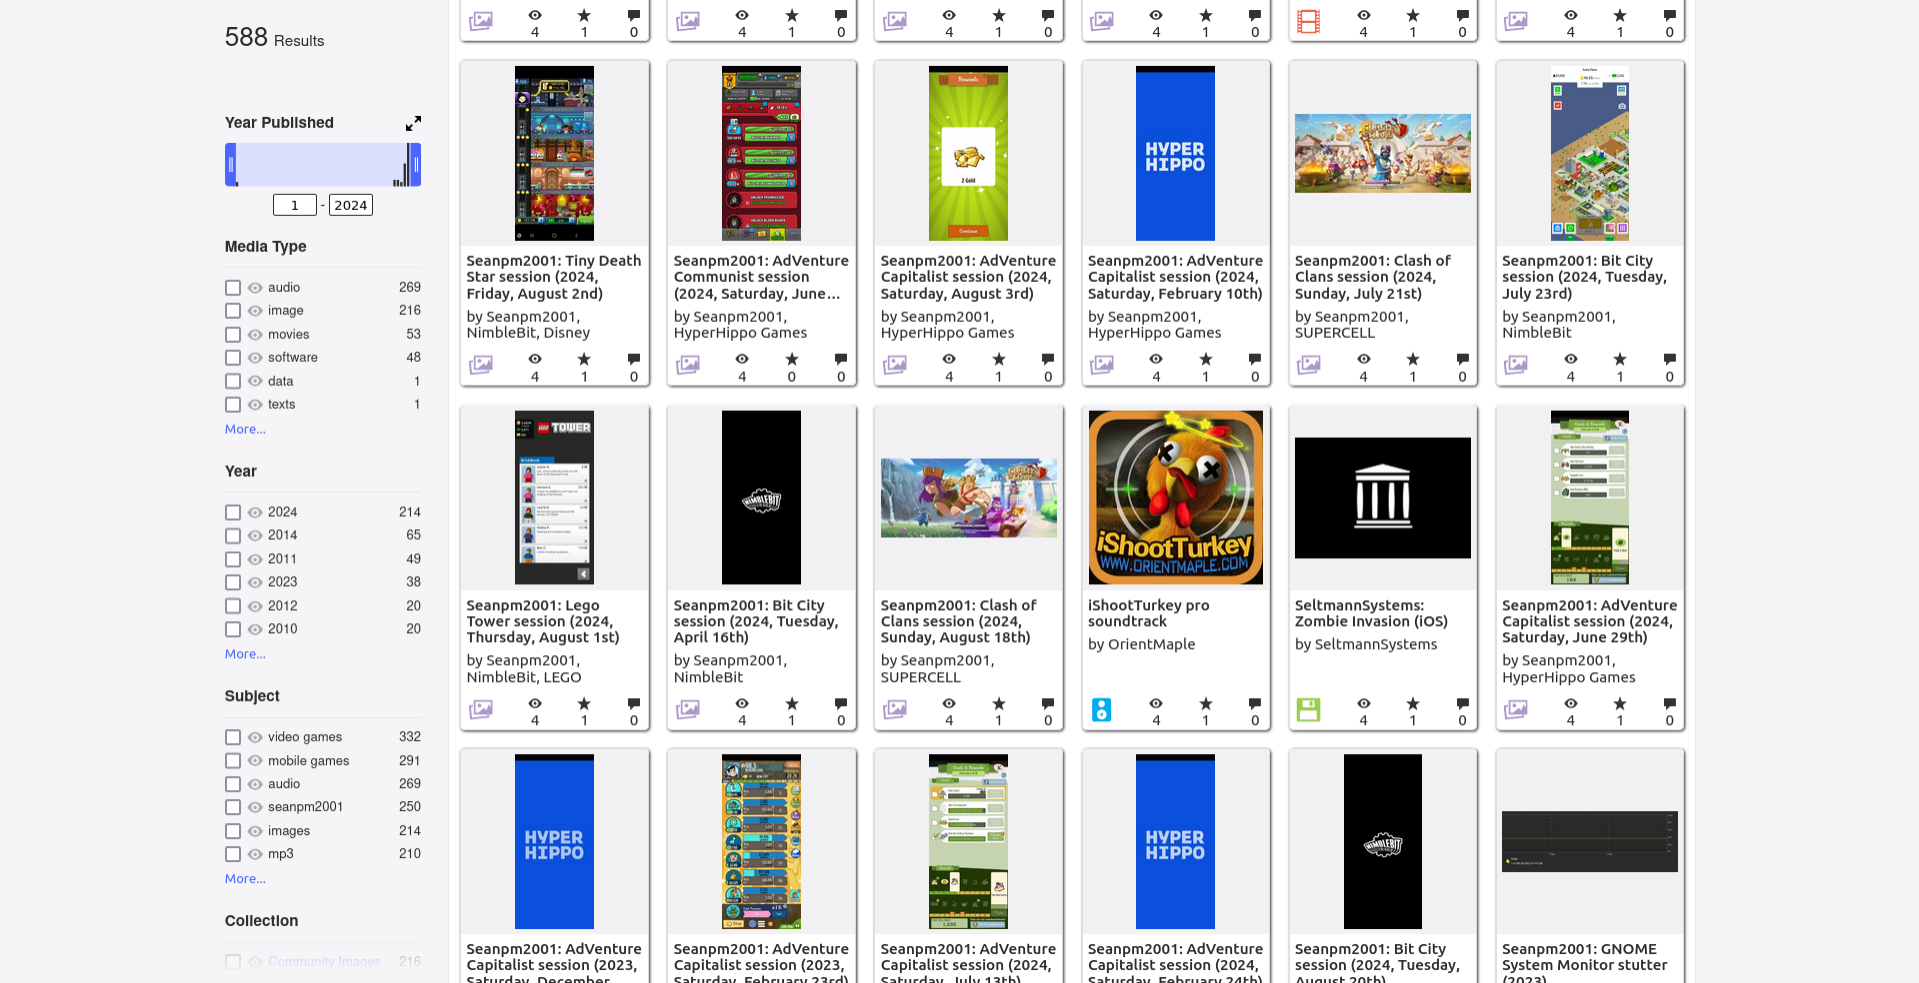 588 Results
Year Published
1 - 2024
Media Type
audio 269
image 216
movies 53
software 48
data 1
texts 1
More...
Year
2024 214
2014 65
2011 49
2023 38
2012 20
2010 20
More...
Subject
video games 332
mobile games 291
audio 269
seanpm2001 250
images 214
mp3 210
More...
Collection
Community Images 216
4 1 0
4 1 0
4 1 0
4 1 0
4 1 0
4 1 0
Seanpm2001: Tiny Death
Star session (2024,
Friday, August 2nd)
by Seanpm2001,
NimbleBit, Disney
4 1 0
Seanpm2001: AdVenture
Communist session
(2024, Saturday, June...
by Seanpm2001,
HyperHippo Games
4 0 0
Rewards
2 Gold
Continue
Seanpm2001: AdVenture
Capitalist session (2024,
Saturday, August 3rd)
by Seanpm2001,
HyperHippo Games
4 1 0
HYPER
HIPPO
Seanpm2001: AdVenture
Capitalist session (2024,
Saturday, February 10th)
by Seanpm2001,
HyperHippo Games
4 1 0
Seanpm2001: Clash of
Clans session (2024,
Sunday, July 21st)
by Seanpm2001,
SUPERCELL
4 1 0
Seanpm2001: Bit City
session (2024, Tuesday,
July 23rd)
by Seanpm2001,
NimbleBit
4 1 0
LEGO TOWER
Seanpm2001: Lego
Tower session (2024,
Thursday, August 1st)
by Seanpm2001,
NimbleBit, LEGO
4 1 0
NIMBLEBIT
Seanpm2001: Bit City
session (2024, Tuesday,
April 16th)
by Seanpm2001,
NimbleBit
4 1 0
Seanpm2001: Clash of
Clans session (2024,
Sunday, August 18th)
by Seanpm2001,
SUPERCELL
4 1 0
iShootTurkey
WWW.ORIENTMAPLE.COM
iShootTurkey pro
soundtrack
by OrientMaple
4 1 0
SeltmannSystems:
Zombie Invasion (iOS)
by SeltmannSystems
4 1 0
Seanpm2001: AdVenture
Capitalist session (2024,
Saturday, June 29th)
by Seanpm2001,
HyperHippo Games
4 1 0
HYPER
HIPPO
Seanpm2001: AdVenture
Capitalist session (2023,
Saturday, December
Seanpm2001: AdVenture
Capitalist session (2023,
Saturday, February 23rd)
Seanpm2001: AdVenture
Capitalist session (2024,
Saturday, July 13th)
HYPER
HIPPO
Seanpm2001: AdVenture
Capitalist session (2024,
Saturday, February 24th)
NIMBLEBIT
Seanpm2001: Bit City
session (2024, Tuesday,
August 20th)
Seanpm2001: GNOME
System Monitor stutter
(2023)